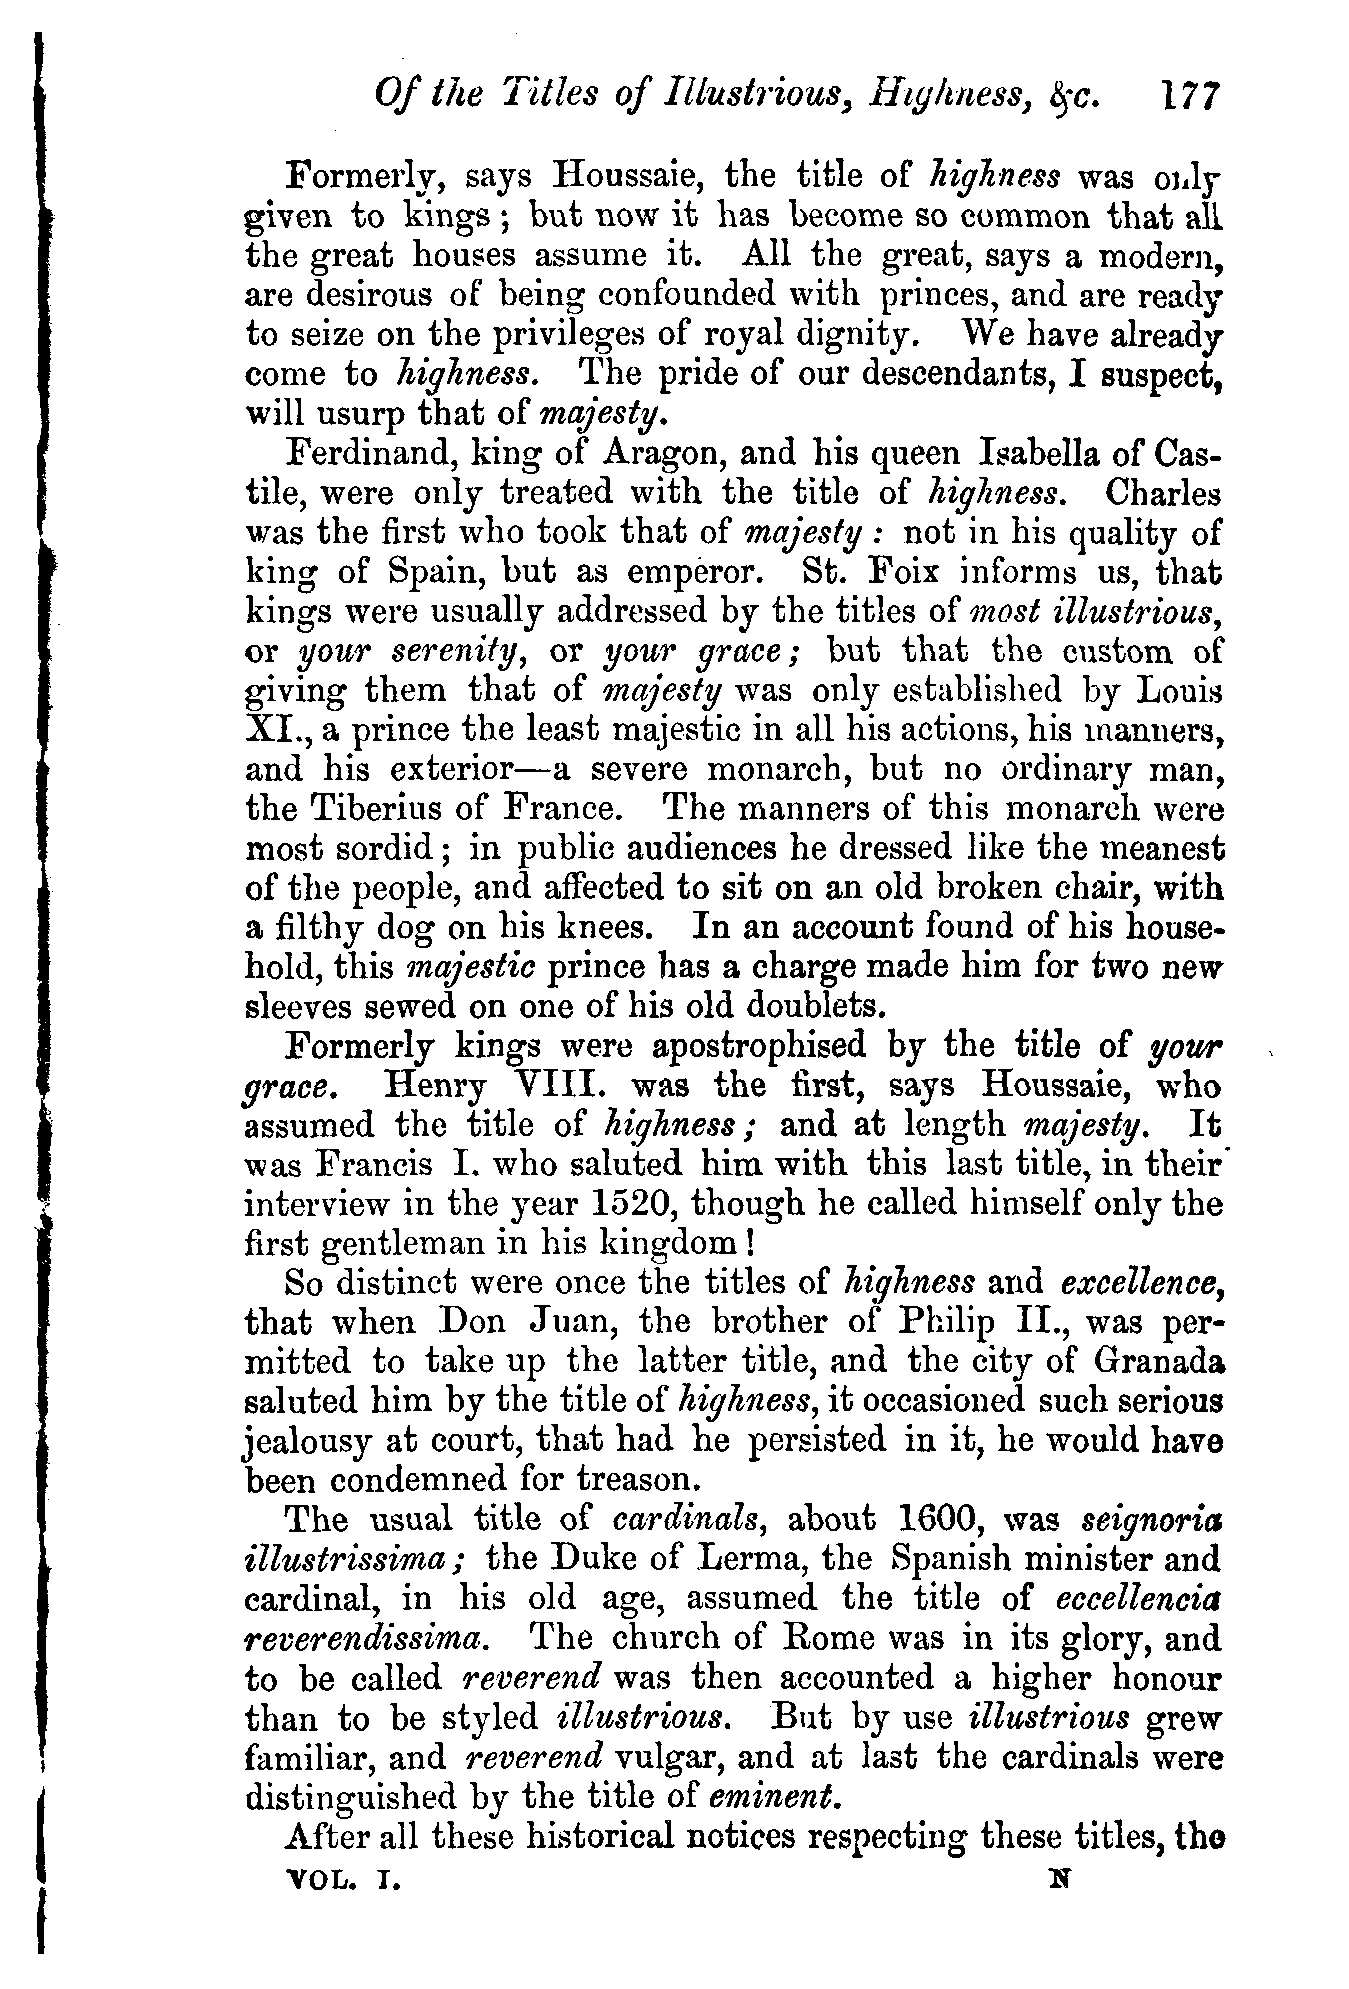 Of the Titles of Illustrious, Highness, &c. 177
Formerly, says Houssaie, the title of highness was only
given to kings; but now it has become so common that all
the great houses assume it. All the great, says a modern,
are desirous of being confounded with princes, and are ready
to seize on the privileges of royal dignity. We have already
come to highness. The pride of our descendants, I suspect,
will usurp that of majesty.
Ferdinand, king of Aragon, and his queen Isabella of Cas-
tile, were only treated with the title of highness. Charles
was the first who took that of majesty: not in his quality of
king of Spain, but as emperor. St. Foix informs us, that
kings were usually addressed by the titles of most illustrious,
or your serenity, or your grace; but that the custom of
giving them that of majesty was only established by Louis
XI., a prince the least majestic in all his actions, his manners,
and his exterior—a severe monarch, but no ordinary man,
the Tiberius of France. The manners of this monarch were
most sordid; in public audiences he dressed like the meanest
of the people, and affected to sit on an old broken chair, with
a filthy dog on his knees. In an account found of his house-
hold, this majestic prince has a charge made him for two new
sleeves sewed on one of his old doublets.
Formerly kings were apostrophised by the title of your
grace. Henry VIII. was the first, says Houssaie, who
assumed the title of highness; and at length majesty. It
was Francis I. who saluted him with this last title, in their
interview in the year 1520, though he called himself only the
first gentleman in his kingdom!
So distinct were once the titles of highness and excellence,
that when Don Juan, the brother of Philip II., was per-
mitted to take up the latter title, and the city of Granada
saluted him by the title of highness, it occasioned such serious
jealousy at court, that had he persisted in it, he would have
been condemned for treason.
The usual title of cardinals, about 1600, was seignoria
illustrissima; the Duke of Lerma, the Spanish minister and
cardinal, in his old age, assumed the title of eccellencia
reverendissima. The church of Rome was in its glory, and
to be called reverend was then accounted a higher honour
than to be styled illustrious. But by use illustrious grew
familiar, and reverend vulgar, and at last the cardinals were
distinguished by the title of eminent.
After all these historical notices respecting these titles, the
VOL. I. N